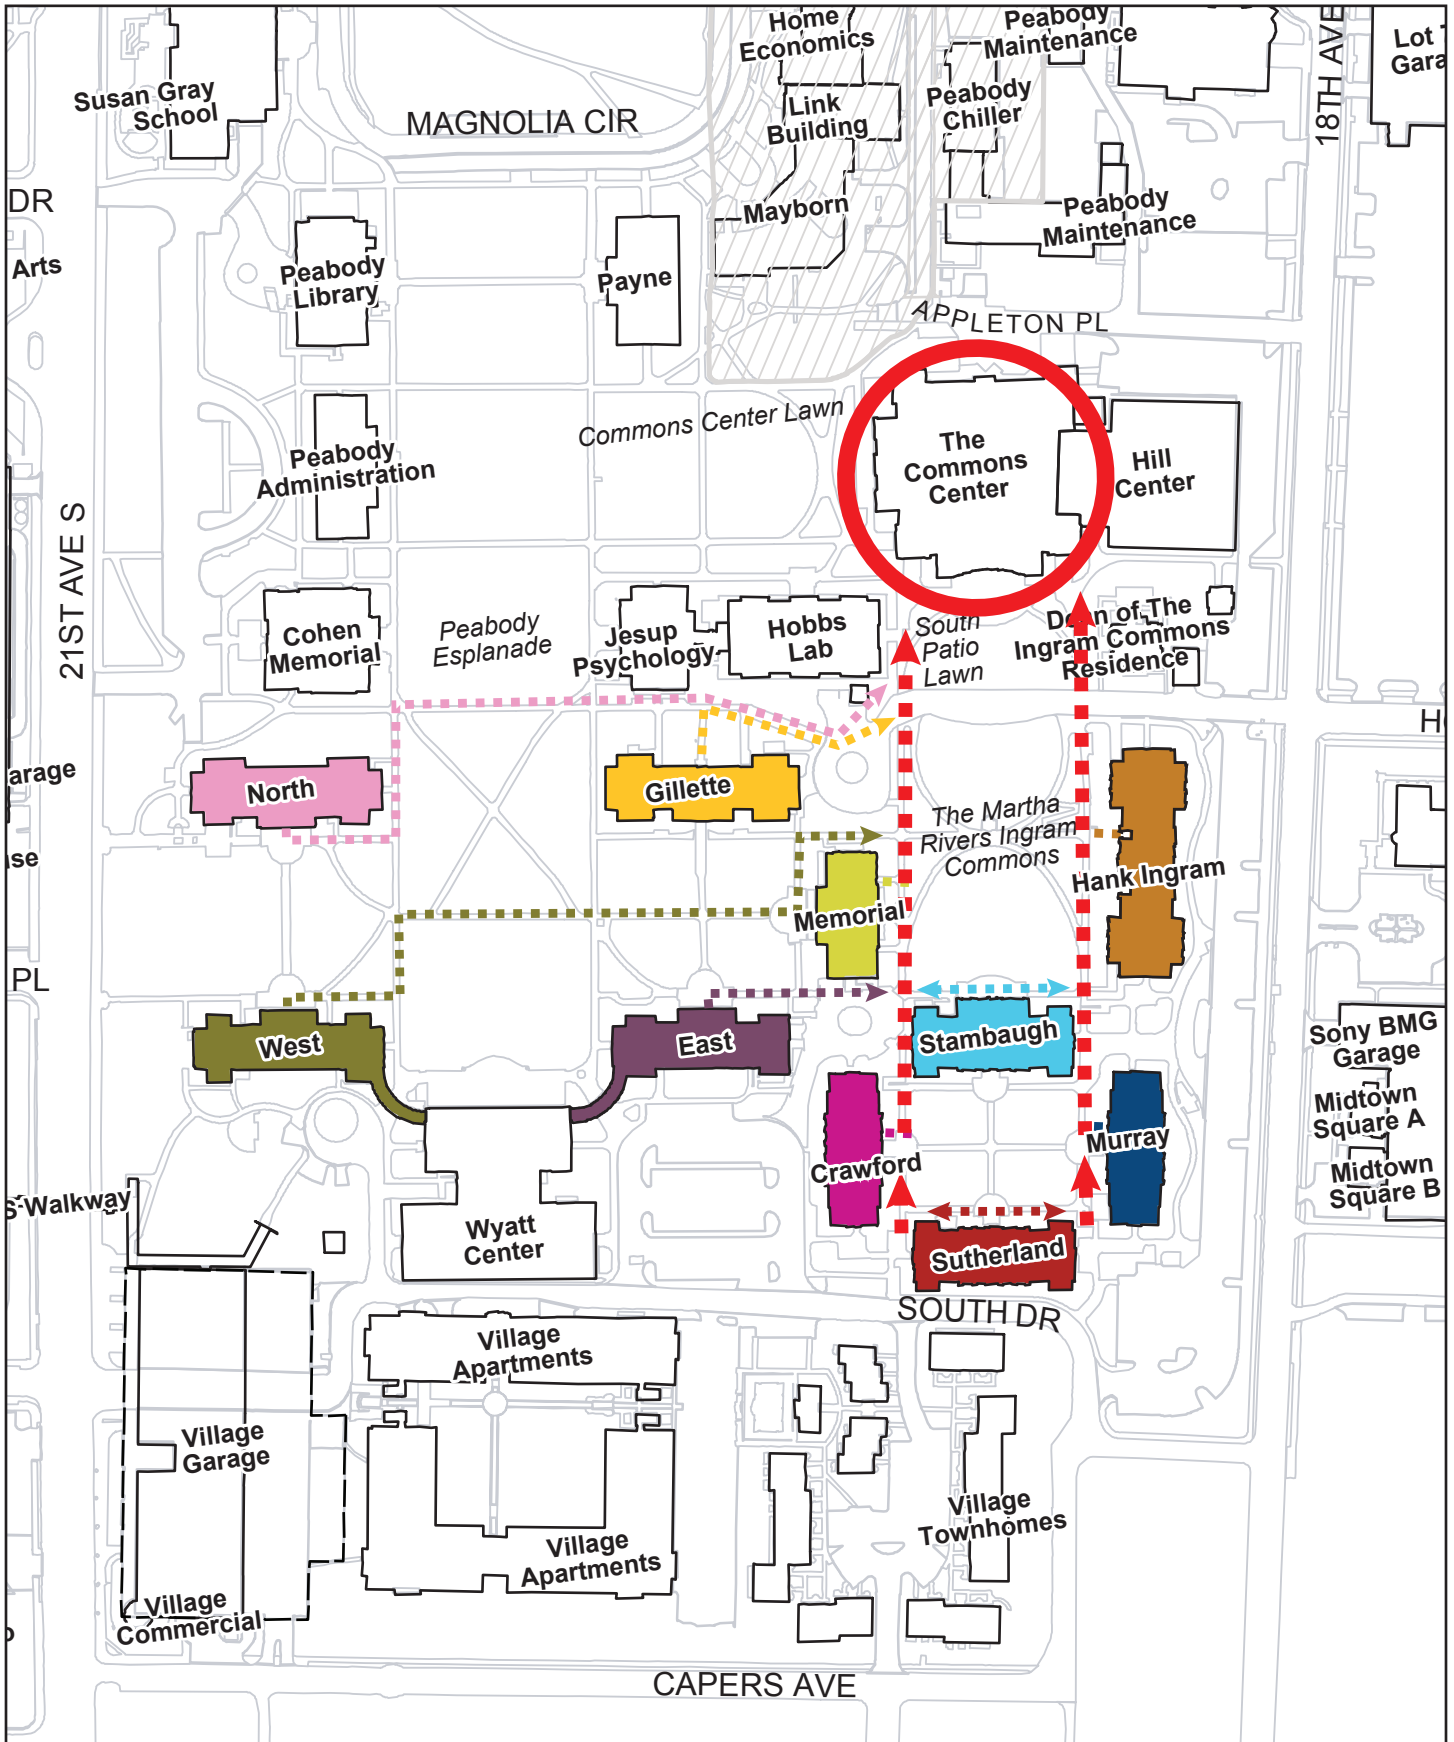 Home
Economics
Peabody
Maintenance
18TH AVE
Lot
Susan Gray
School
MAGNOLIA CIR
Link
Building
Peabody
Chiller
DR
Arts
Mayborn
Peabody
Maintenance
Peabody
Library
Payne
APPLETON PL
Commons Center Lawn
The
Commons
Center
Hill
Center
Peabody
Administration
21ST AVE S
Cohen
Memorial
Peabody
Esplanade
Jesup
Psychology
Hobbs
Lab
South
Patio
Lawn
Dean of The
Ingram Commons
Residence
North
Gillette
The Martha
Rivers Ingram
Commons
Hank Ingram
Memorial
PL
West
East
Stambaugh
Sony BMG
Garage
Midtown
Square A
Murray
Crawford
Midtown
Square B
Walkway
Wyatt
Center
Sutherland
SOUTH DR
Village
Apartments
Village
Garage
Village
Apartments
Village
Townhomes
Village
Commercial
CAPERS AVE